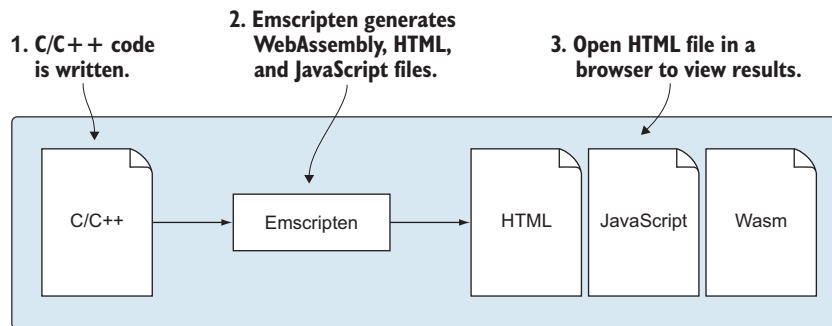 1. C/C++ code
is written.
2. Emscripten generates
WebAssembly, HTML,
and JavaScript files.
3. Open HTML file in a
browser to view results.
C/C++
Emscripten
HTML
JavaScript
Wasm